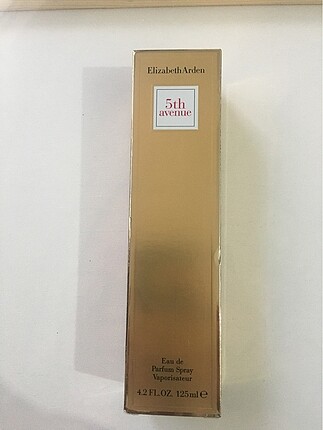 ElizabethArden
5th
avenue
Eau de
Parfum Spray
Vaporisateur
4.2 FL.OZ. 125ml ℮